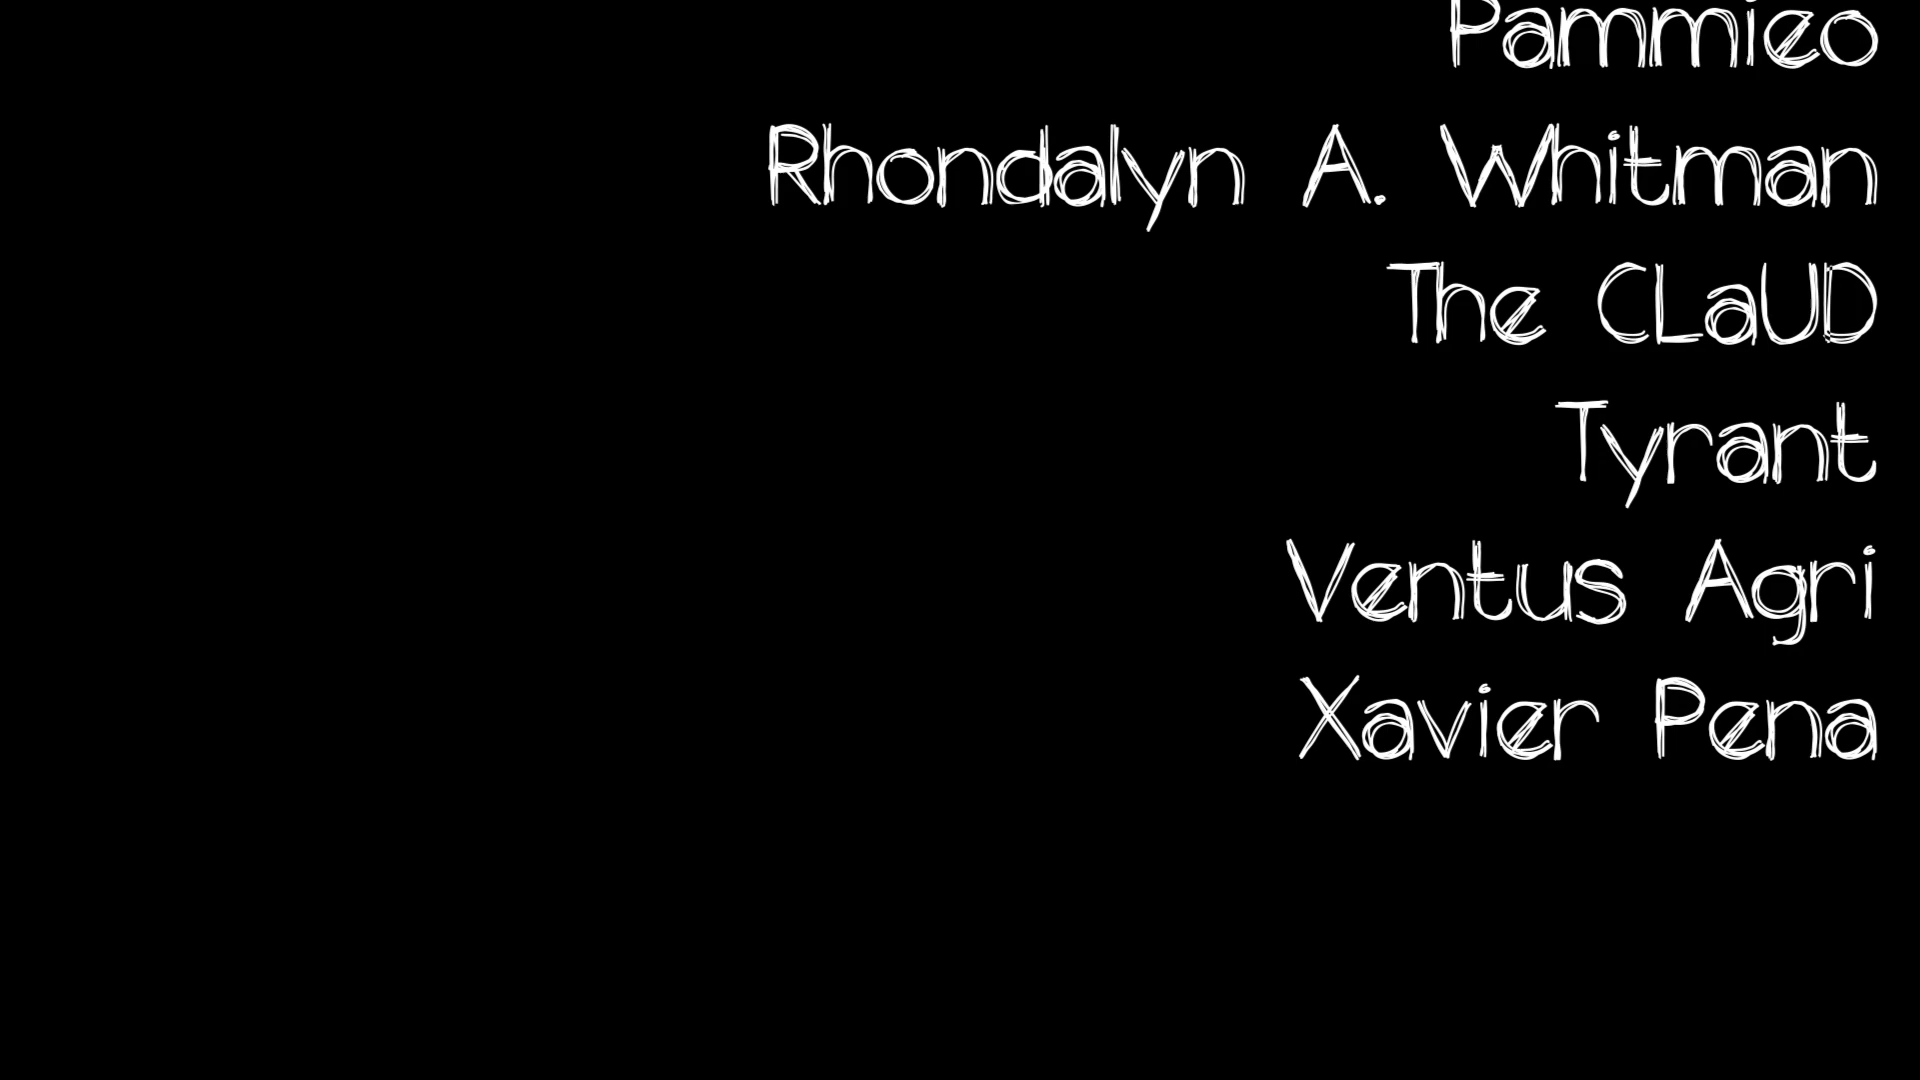 Pammieo
Rhondalyn A. Whitman
The CLaUD
Tyrant
Ventus Agri
Xavier Pena